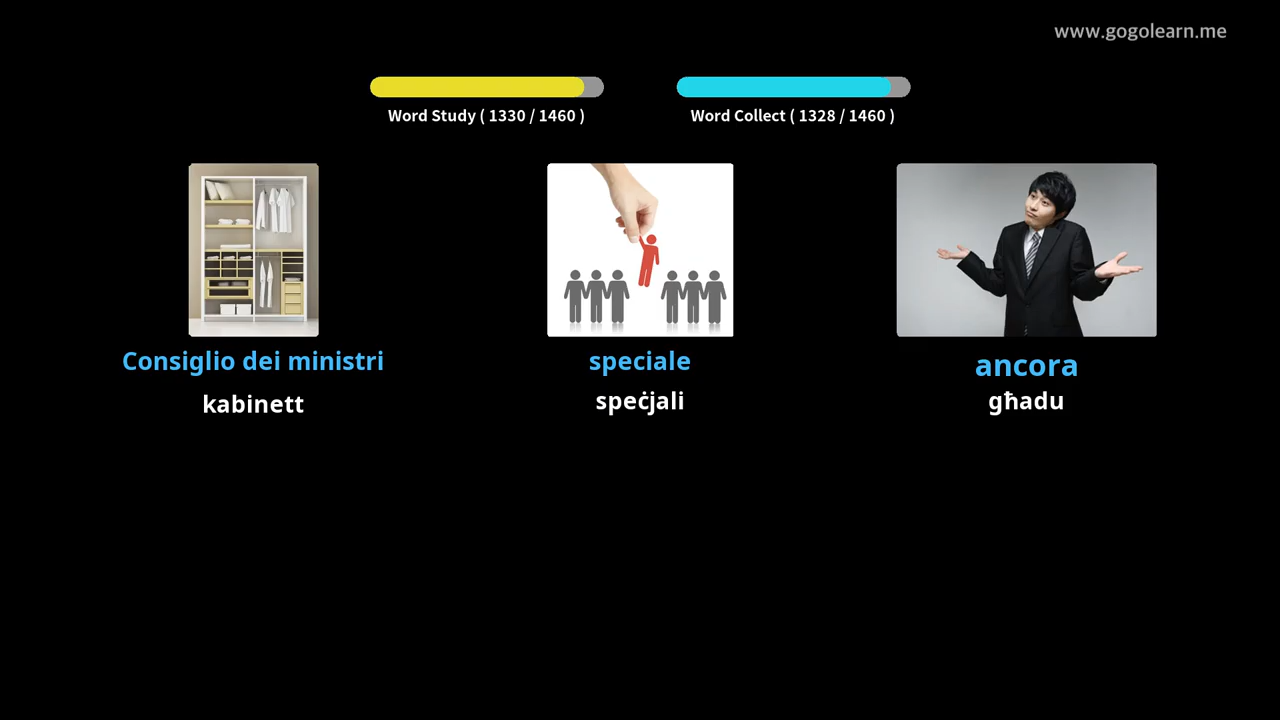 www.gogolearn.me
Word Study ( 1330 / 1460 )
Word Collect ( 1328 / 1460 )
Consiglio dei ministri
kabinett
speciale
speċjali
ancora
għadu